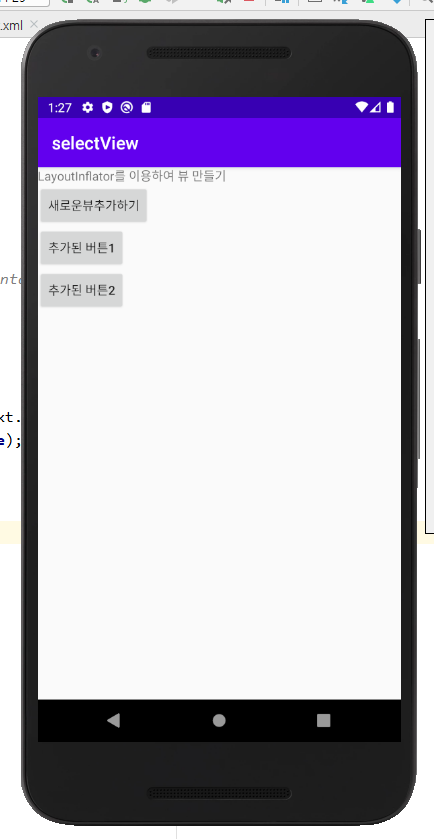 .xml
1:27
selectView
LayoutInflator를 이용하여 뷰 만들기
새로운뷰추가하기
추가된 버튼1
추가된 버튼2
nte
xt.
e);